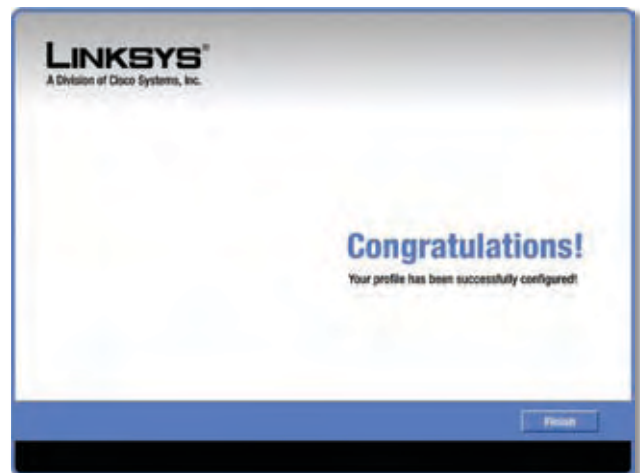 LINKSYS®
A Division of Cisco Systems, Inc.
Congratulations!
Your profile has been successfully configured!
Finish